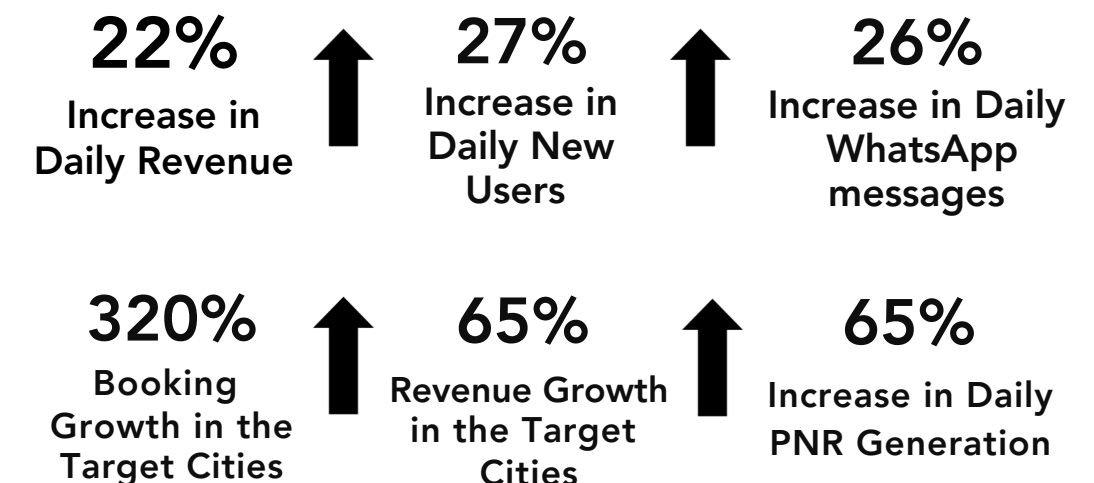 22%
Increase in
Daily Revenue
27%
Increase in
Daily New
Users
26%
Increase in Daily
WhatsApp
messages
320%
Booking
Growth in the
Target Cities
65%
Revenue Growth
in the Target
Cities
65%
Increase in Daily
PNR Generation